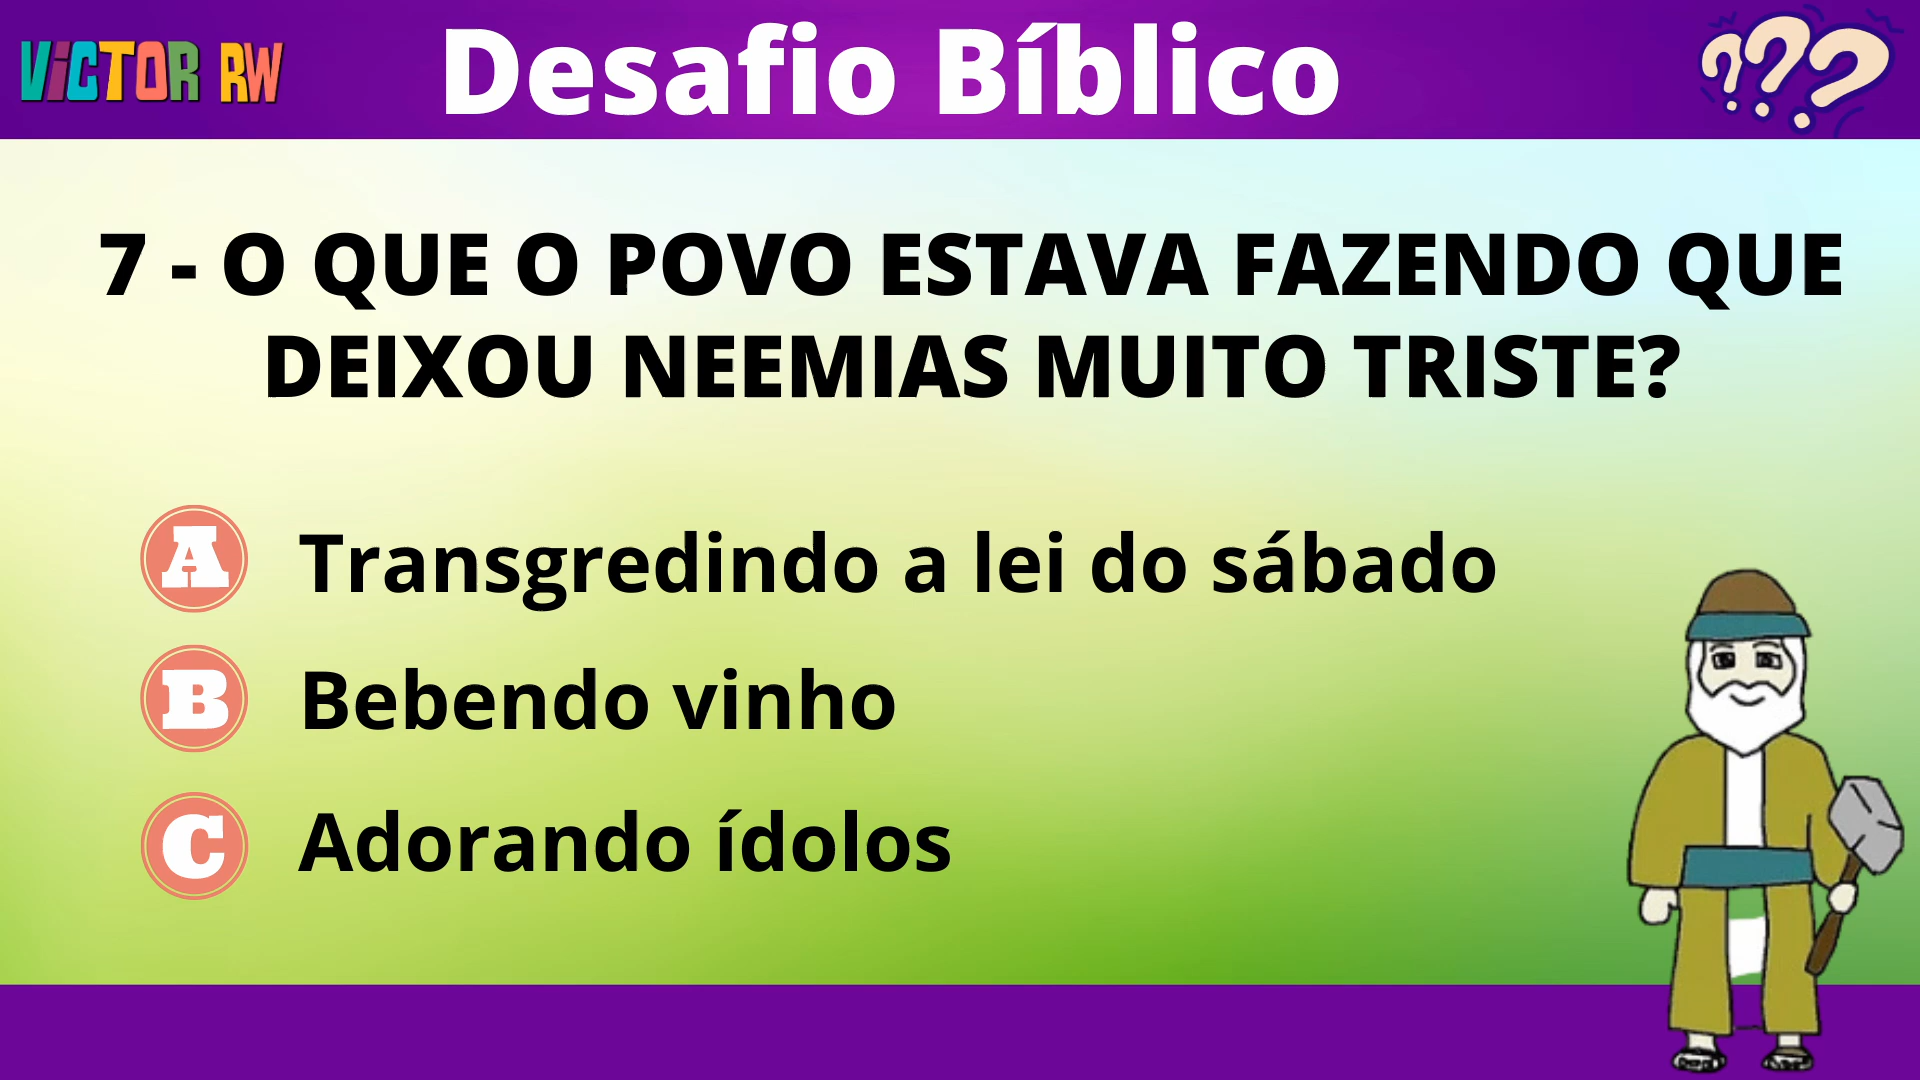 ViCTOR RW
Desafio Bíblico
???
7 - O QUE O POVO ESTAVA FAZENDO QUE
DEIXOU NEEMIAS MUITO TRISTE?
A Transgredindo a lei do sábado
B Bebendo vinho
C Adorando ídolos